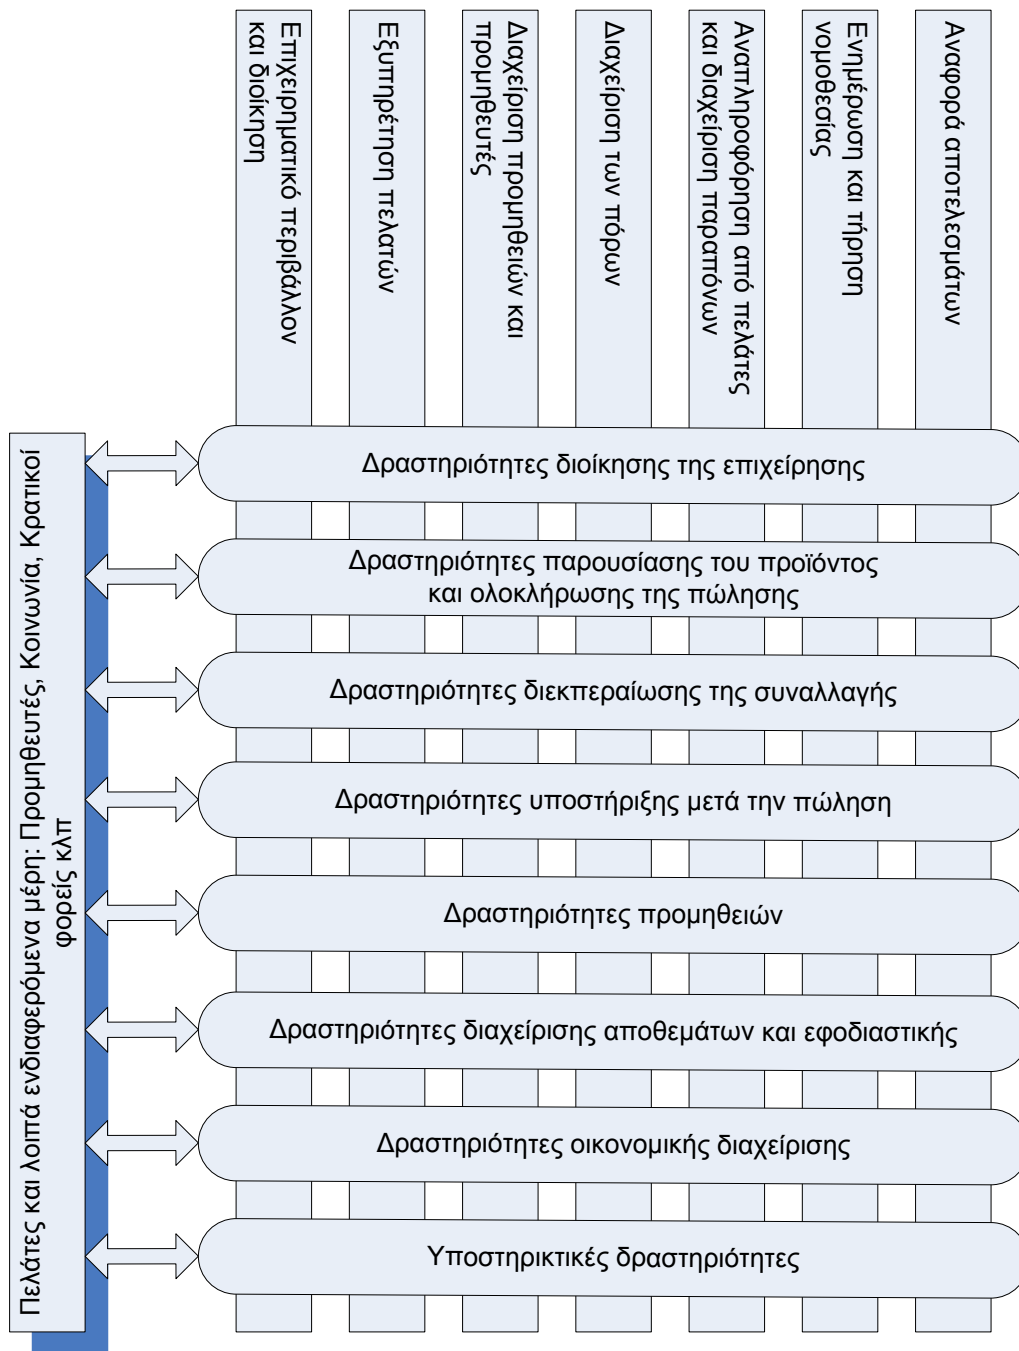 Επιχειρηματικό περιβάλλον
και διοίκηση
Εξυπηρέτηση πελατών
Διαχείριση προμηθειών και
προμηθευτές
Διαχείριση των πόρων
Αναπληροφόρηση από πελάτες
και διαχείριση παραπόνων
Ενημέρωση και τήρηση
νομοθεσίας
Αναφορά αποτελεσμάτων
Πελάτες και λοιπά ενδιαφερόμενα μέρη: Προμηθευτές, Κοινωνία, Κρατικοί
φορείς κλπ
Δραστηριότητες διοίκησης της επιχείρησης
Δραστηριότητες παρουσίασης του προϊόντος
και ολοκλήρωσης της πώλησης
Δραστηριότητες διεκπεραίωσης της συναλλαγής
Δραστηριότητες υποστήριξης μετά την πώληση
Δραστηριότητες προμηθειών
Δραστηριότητες διαχείρισης αποθεμάτων και εφοδιαστικής
Δραστηριότητες οικονομικής διαχείρισης
Υποστηρικτικές δραστηριότητες